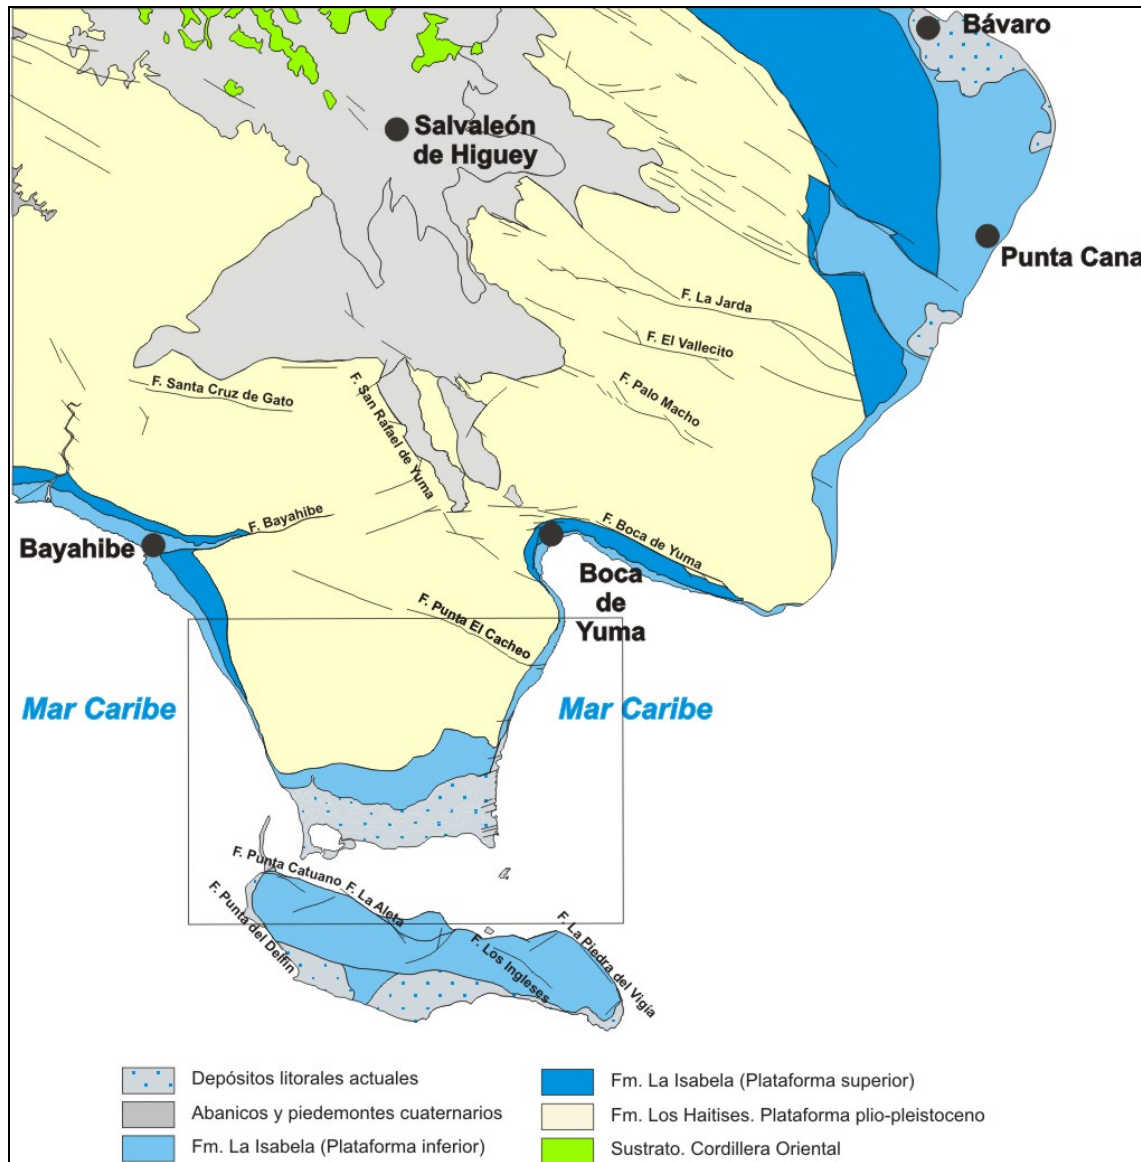 Bávaro
Salvaleón
de Higuey
Punta Cana
F. La Jarda
F. El Vallecito
F. Palo Macho
F. Santa Cruz de Gato
F. San Rafael de Yuma
F. Bayahibe
F. Boca de Yuma
Bayahibe
Boca
de
Yuma
F. Punta El Cacheo
Mar Caribe
Mar Caribe
F. Punta Catuano
F. La Aleta
F. Punta del Delfín
F. Los Ingleses
F. La Piedra del Vigía
Depósitos litorales actuales
Abanicos y piedemontes cuaternarios
Fm. La Isabela (Plataforma inferior)
Fm. La Isabela (Plataforma superior)
Fm. Los Haitises. Plataforma plio-pleistoceno
Sustrato. Cordillera Oriental